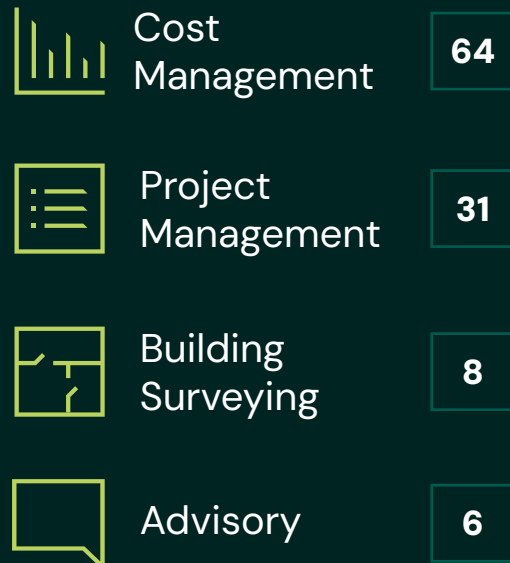 Cost
Management
64
Project
Management
31
Building
Surveying
8
Advisory
6